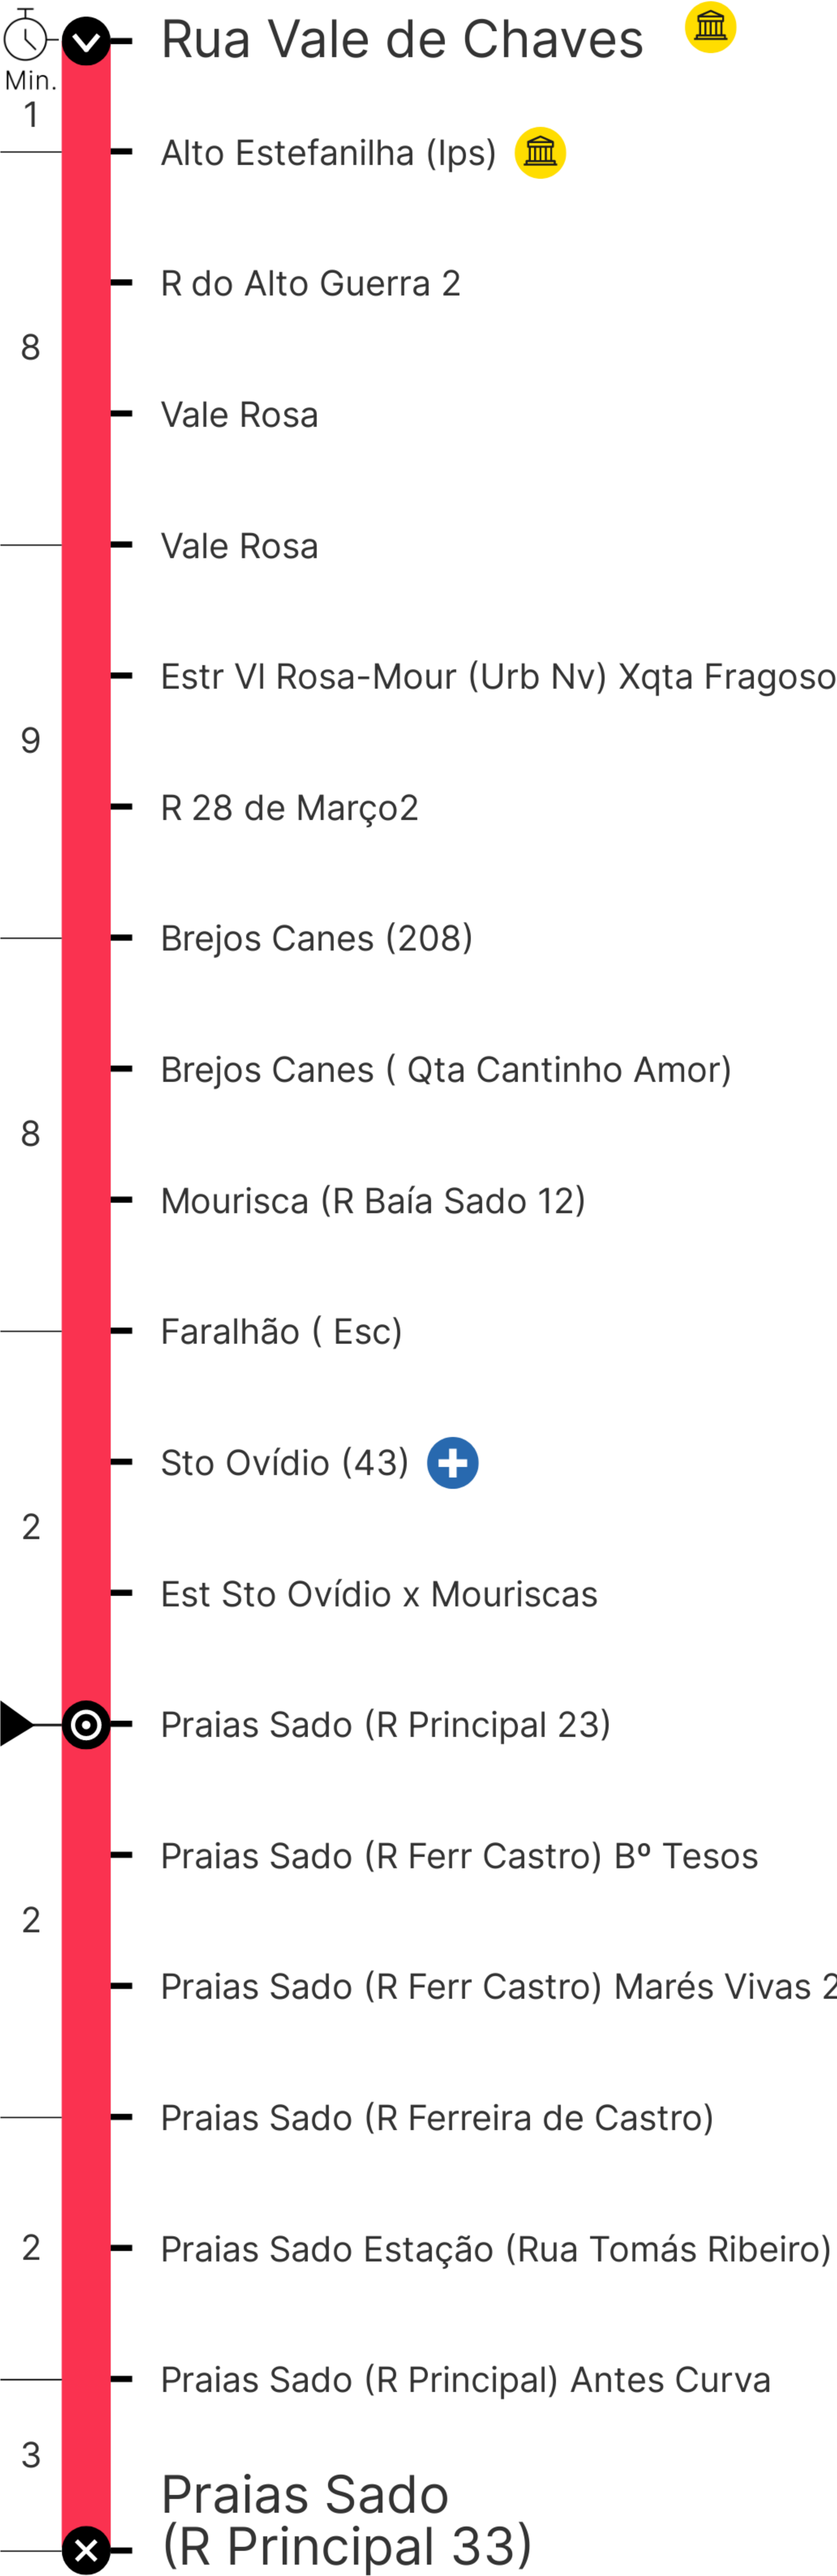 Rua Vale de Chaves
Min.
1
Alto Estefanilha (Ips)
R do Alto Guerra 2
8
Vale Rosa
Vale Rosa
Estr Vl Rosa-Mour (Urb Nv) Xqta Fragoso
9
R 28 de Março2
Brejos Canes (208)
Brejos Canes ( Qta Cantinho Amor)
8
Mourisca (R Baía Sado 12)
Faralhão ( Esc)
Sto Ovídio (43)
2
Est Sto Ovídio x Mouriscas
Praias Sado (R Principal 23)
Praias Sado (R Ferr Castro) Bº Tesos
2
Praias Sado (R Ferr Castro) Marés Vivas 2
Praias Sado (R Ferreira de Castro)
2
Praias Sado Estação (Rua Tomás Ribeiro)
Praias Sado (R Principal) Antes Curva
3
Praias Sado
(R Principal 33)